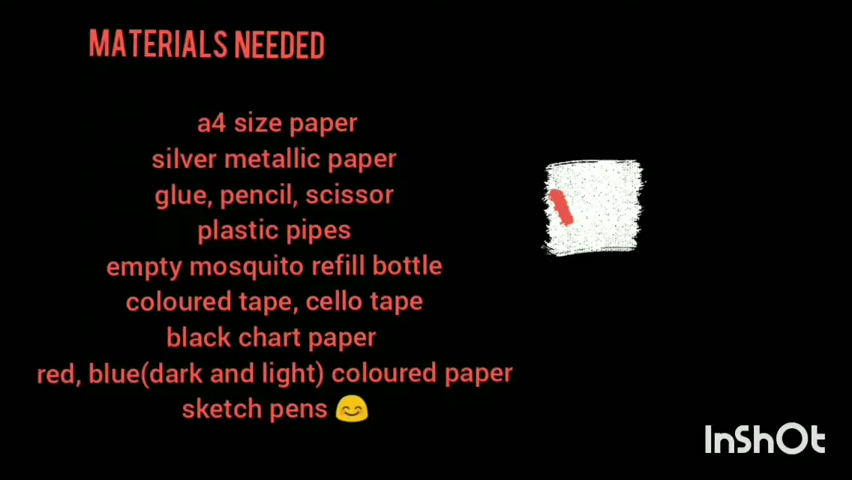 MATERIALS NEEDED
a4 size paper
silver metallic paper
glue, pencil, scissor
plastic pipes
empty mosquito refill bottle
coloured tape, cello tape
black chart paper
red, blue(dark and light) coloured paper
sketch pens 😊
InShOt